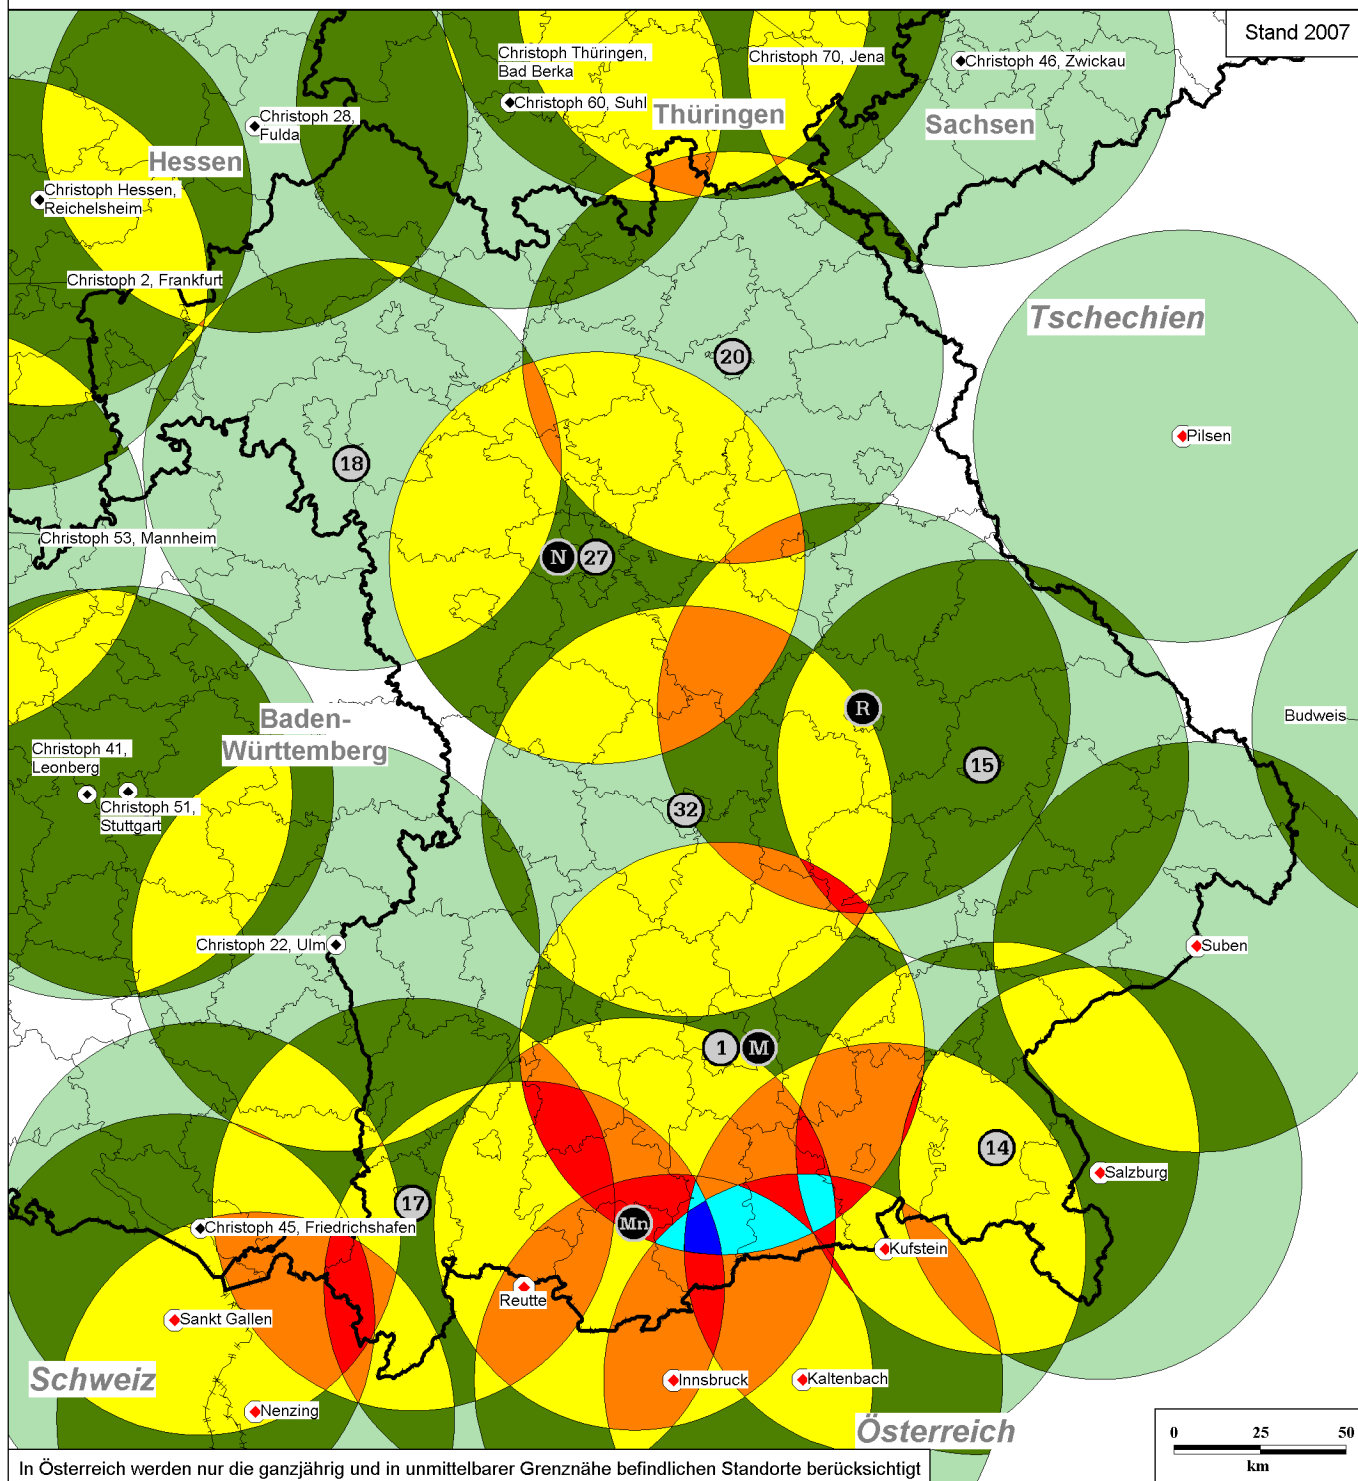 Stand 2007
Christoph Thüringen,
Bad Berka
Christoph 70, Jena
Christoph 46, Zwickau
Christoph 60, Suhl
Christoph 28,
Fulda
Thüringen
Sachsen
Hessen
Christoph Hessen,
Reichelsheim
Christoph 2, Frankfurt
Tschechien
20
Pilsen
18
Christoph 53, Mannheim
N
27
R
Budweis
Baden-
Württemberg
Christoph 41,
Leonberg
15
Christoph 51,
Stuttgart
32
Christoph 22, Ulm
Suben
1
M
14
Salzburg
17
Mn
Christoph 45, Friedrichshafen
Kufstein
Reutte
Sankt Gallen
Schweiz
Innsbruck
Kaltenbach
Nenzing
Österreich
0 25 50
km
In Österreich werden nur die ganzjährig und in unmittelbarer Grenznähe befindlichen Standorte berücksichtigt